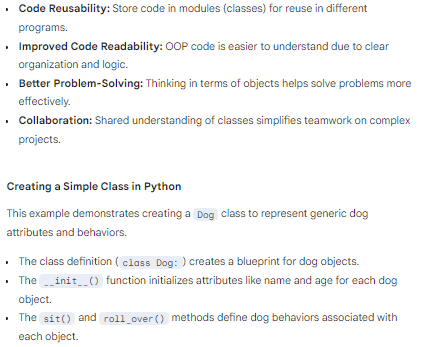 • Code Reusability: Store code in modules (classes) for reuse in different
programs.
• Improved Code Readability: OOP code is easier to understand due to clear
organization and logic.
• Better Problem-Solving: Thinking in terms of objects helps solve problems more
effectively.
• Collaboration: Shared understanding of classes simplifies teamwork on complex
projects.
Creating a Simple Class in Python
This example demonstrates creating a Dog class to represent generic dog
attributes and behaviors.
• The class definition ( class Dog: ) creates a blueprint for dog objects.
• The __init__() function initializes attributes like name and age for each dog
object.
• The sit() and roll_over() methods define dog behaviors associated with
each object.